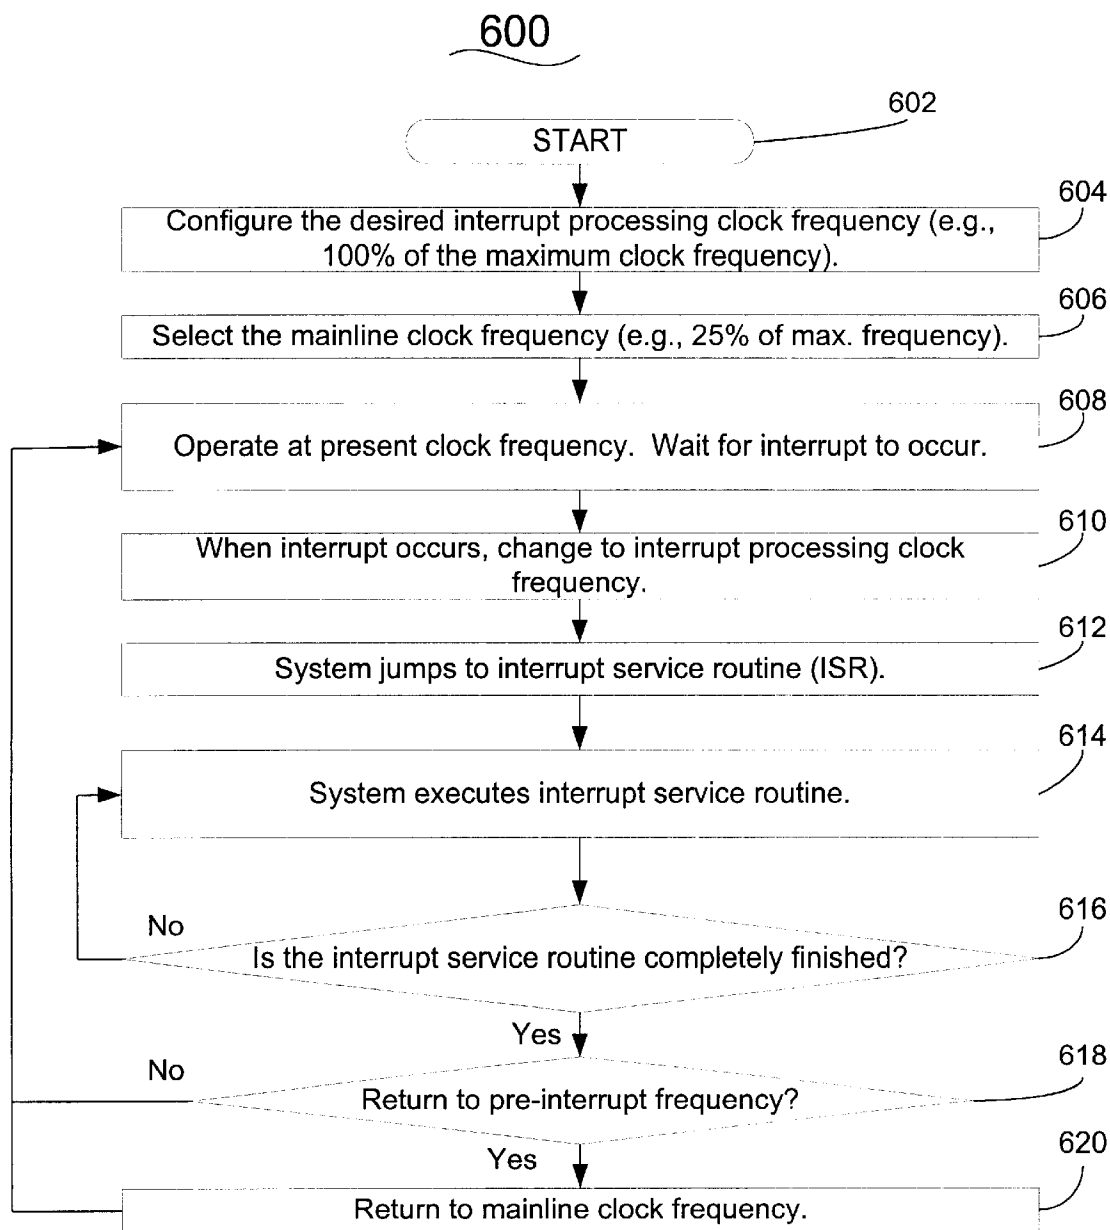 600
602
START
604
Configure the desired interrupt processing clock frequency (e.g.,
100% of the maximum clock frequency).
606
Select the mainline clock frequency (e.g., 25% of max. frequency).
608
Operate at present clock frequency.  Wait for interrupt to occur.
610
When interrupt occurs, change to interrupt processing clock
frequency.
612
System jumps to interrupt service routine (ISR).
614
System executes interrupt service routine.
616
No
Is the interrupt service routine completely finished?
Yes
618
No
Return to pre-interrupt frequency?
Yes
620
Return to mainline clock frequency.